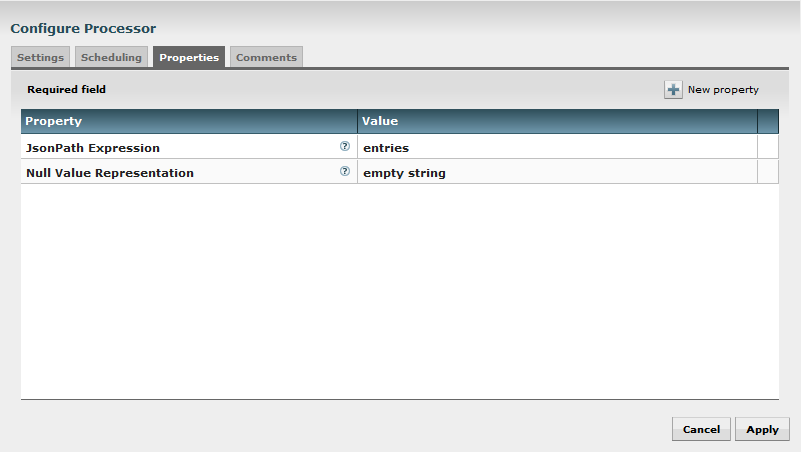 Configure Processor
Settings Scheduling Properties Comments
Required field New property
Property Value
JsonPath Expression ? entries
Null Value Representation ? empty string
Cancel Apply